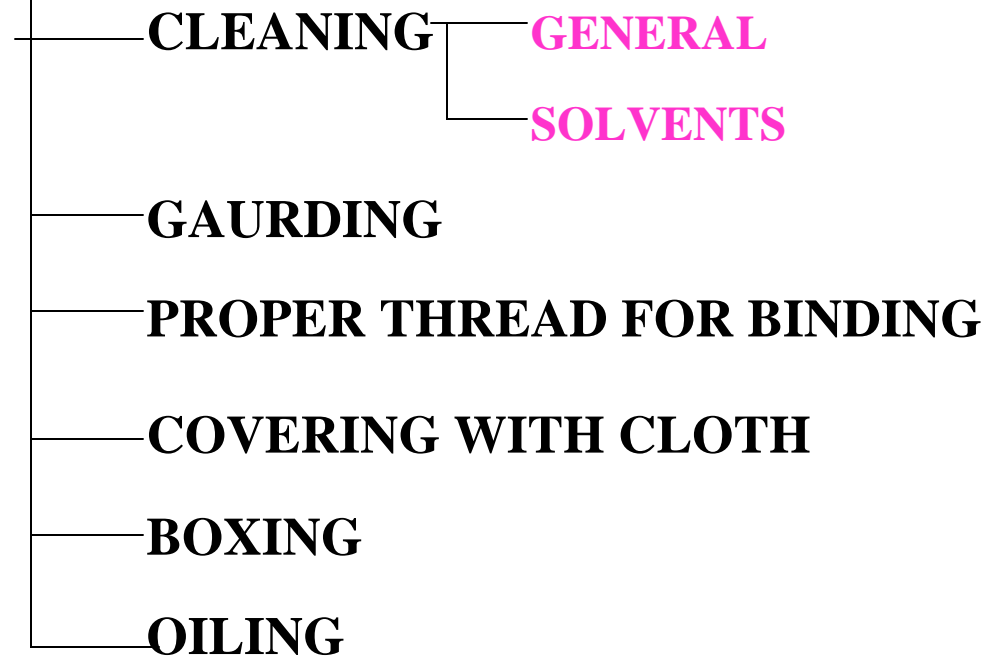 CLEANING GENERAL
SOLVENTS
GAURDING
PROPER THREAD FOR BINDING
COVERING WITH CLOTH
BOXING
OILING